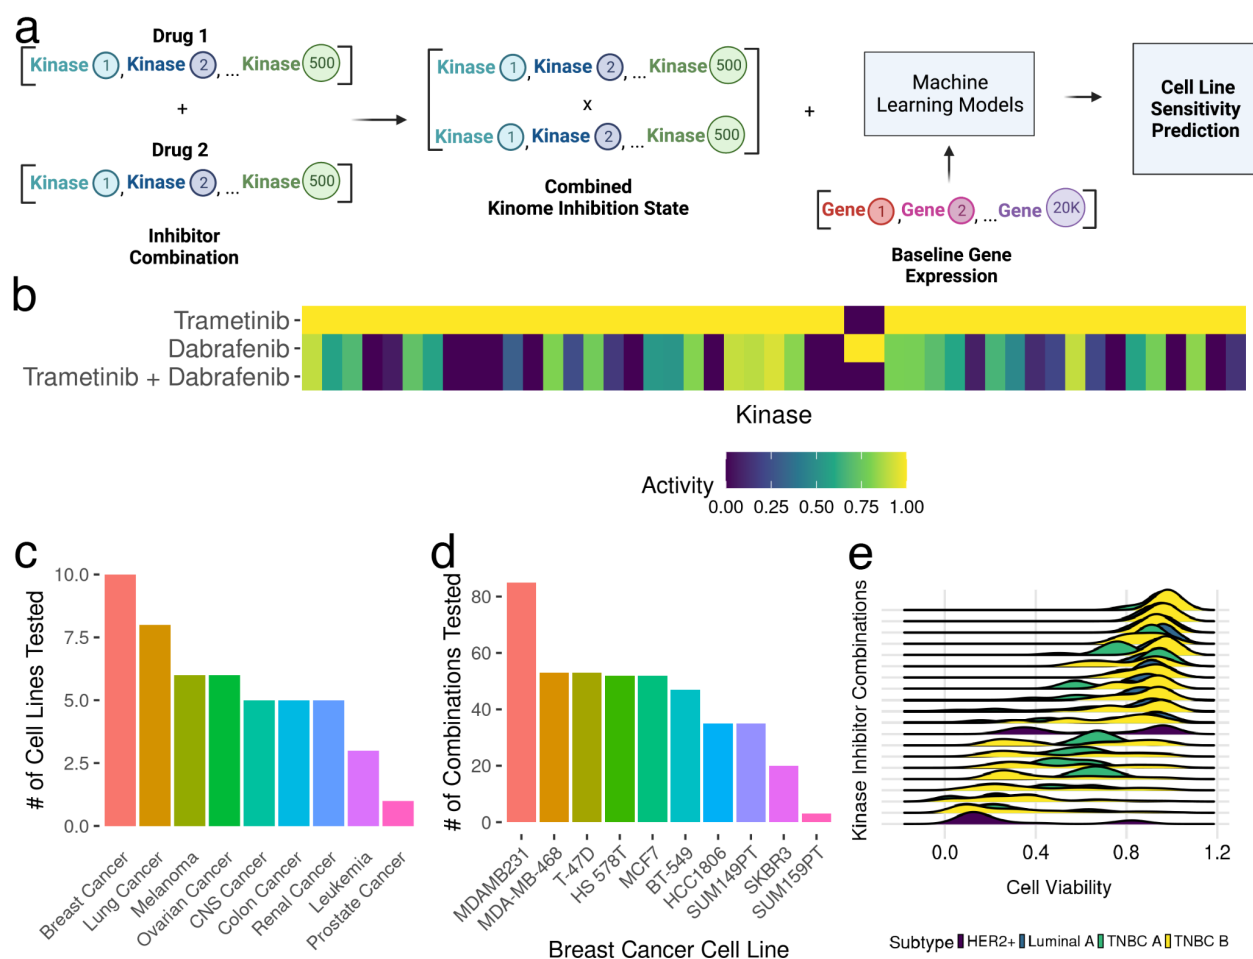 a
Drug 1
[Kinase 1, Kinase 2, ... Kinase 500]
+
Drug 2
[Kinase 1, Kinase 2, ... Kinase 500]
Inhibitor
Combination
Kinase 1, Kinase 2, ... Kinase 500
x
Kinase 1, Kinase 2, ... Kinase 500
Combined
Kinome Inhibition State
+
Machine
Learning Models
[Gene 1, Gene 2, ... Gene 20K]
Baseline Gene
Expression
Cell Line
Sensitivity
Prediction
b
Trametinib
Dabrafenib
Trametinib + Dabrafenib
Kinase
Activity
0.00 0.25 0.50 0.75 1.00
c
# of Cell Lines Tested
10.0
7.5
5.0
2.5
0.0
Breast Cancer
Lung Cancer
Melanoma
Ovarian Cancer
CNS Cancer
Colon Cancer
Renal Cancer
Leukemia
Prostate Cancer
d
# of Combinations Tested
80
60
40
20
0
MDAMB231
MDA-MB-468
T-47D
HS 578T
MCF7
BT-549
HCC1806
SUM149PT
SKBR3
SUM159PT
Breast Cancer Cell Line
e
Kinase Inhibitor Combinations
0.0 0.4 0.8 1.2
Cell Viability
Subtype HER2+ Luminal A TNBC A TNBC B